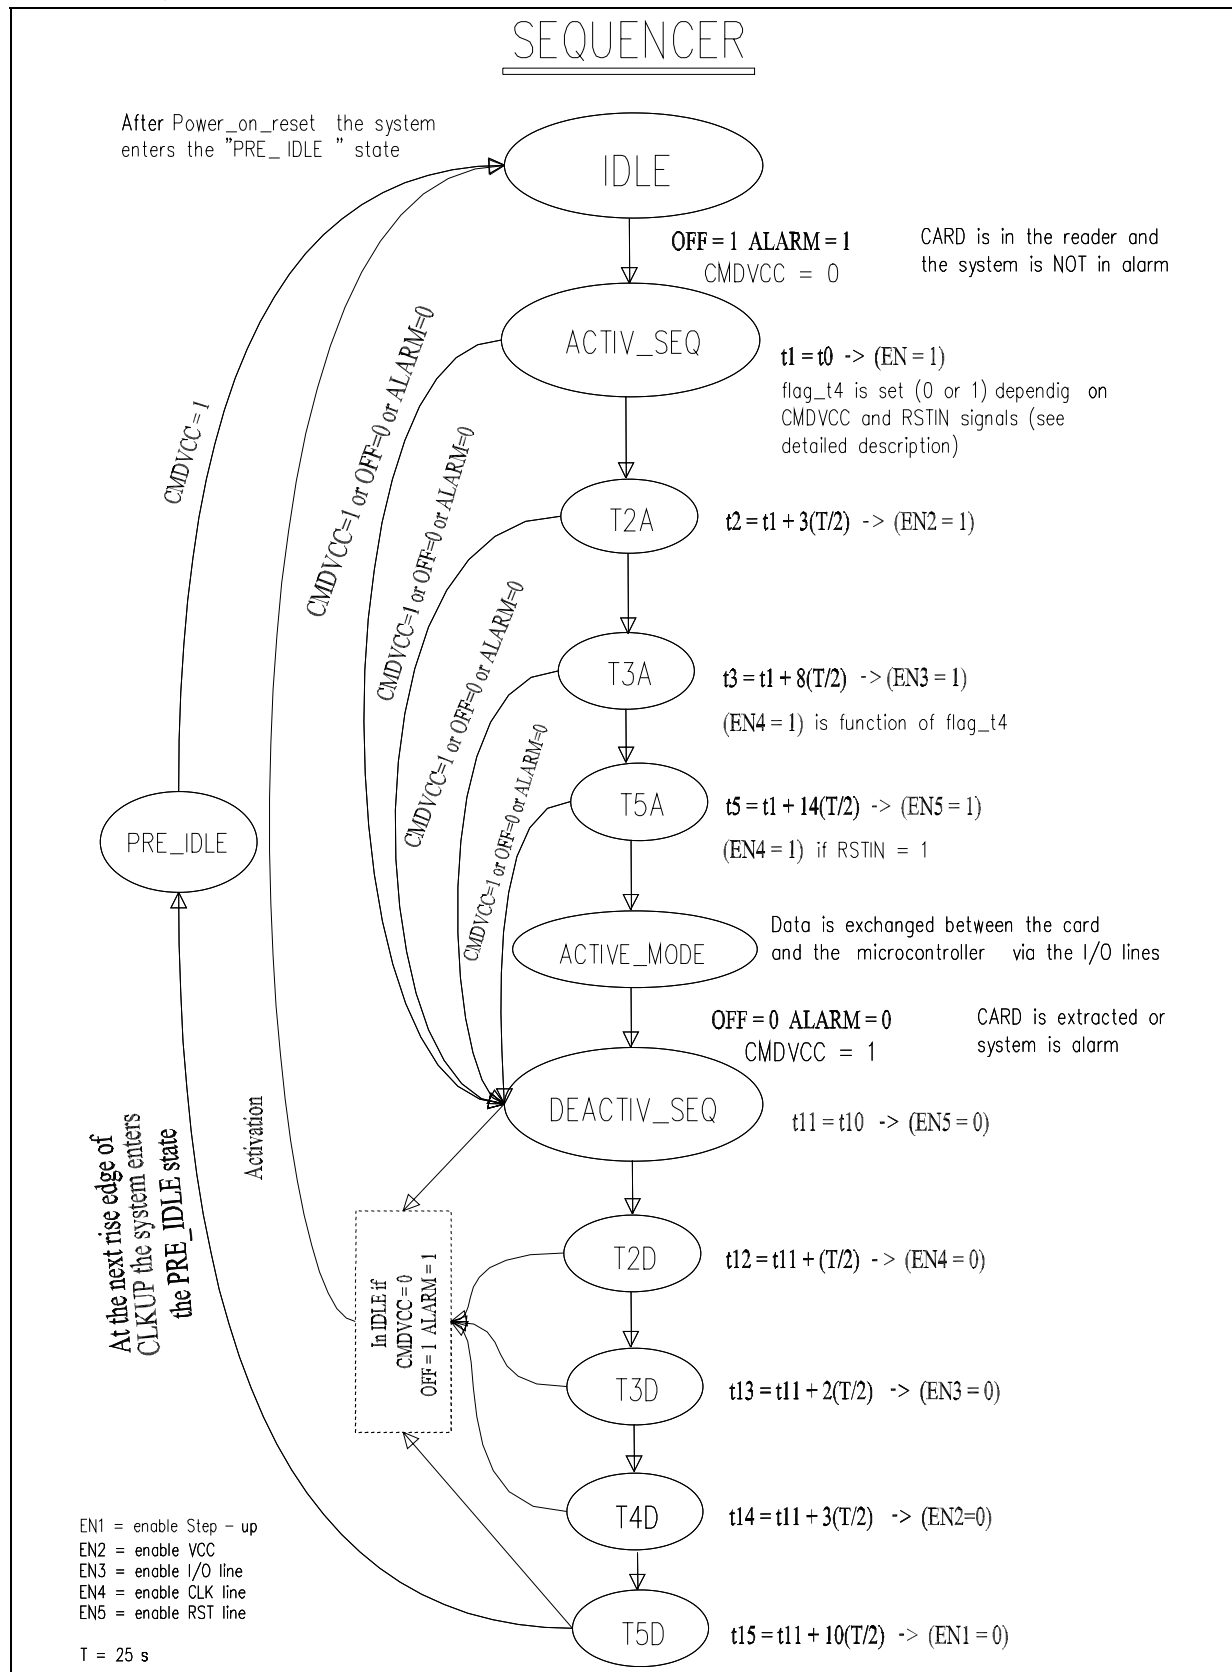 SEQUENCER
After Power_on_reset the system
enters the "PRE_ IDLE " state
IDLE
OFF = 1 ALARM = 1
CMDVCC = 0
CARD is in the reader and
the system is NOT in alarm
ACTIV_SEQ
t1 = t0 -> (EN = 1)
flag_t4 is set (0 or 1) dependig on
CMDVCC and RSTIN signals (see
detailed description)
CMDVCC = 1
CMDVCC=1 or OFF=0 or ALARM=0
T2A
t2 = t1 + 3(T/2) -> (EN2 = 1)
CMDVCC=1 or OFF=0 or ALARM=0
T3A
t3 = t1 + 8(T/2) -> (EN3 = 1)
(EN4 = 1) is function of flag_t4
CMDVCC=1 or OFF=0 or ALARM=0
T5A
t5 = t1 + 14(T/2) -> (EN5 = 1)
(EN4 = 1) if RSTIN = 1
CMDVCC=1 or OFF=0 or ALARM=0
PRE_IDLE
ACTIVE_MODE
Data is exchanged between the card
and the microcontroller via the I/O lines
OFF = 0 ALARM = 0
CMDVCC = 1
CARD is extracted or
system is alarm
DEACTIV_SEQ
t11 = t10 -> (EN5 = 0)
Activation
At the next rise edge of
CLKUP the system enters
the PRE_IDLE state
In IDLE if
CMDVCC = 0
OFF = 1 ALARM = 1
T2D
t12 = t11 + (T/2) -> (EN4 = 0)
T3D
t13 = t11 + 2(T/2) -> (EN3 = 0)
T4D
t14 = t11 + 3(T/2) -> (EN2=0)
T5D
t15 = t11 + 10(T/2) -> (EN1 = 0)
EN1 = enable Step - up
EN2 = enable VCC
EN3 = enable I/O line
EN4 = enable CLK line
EN5 = enable RST line
T = 25 s